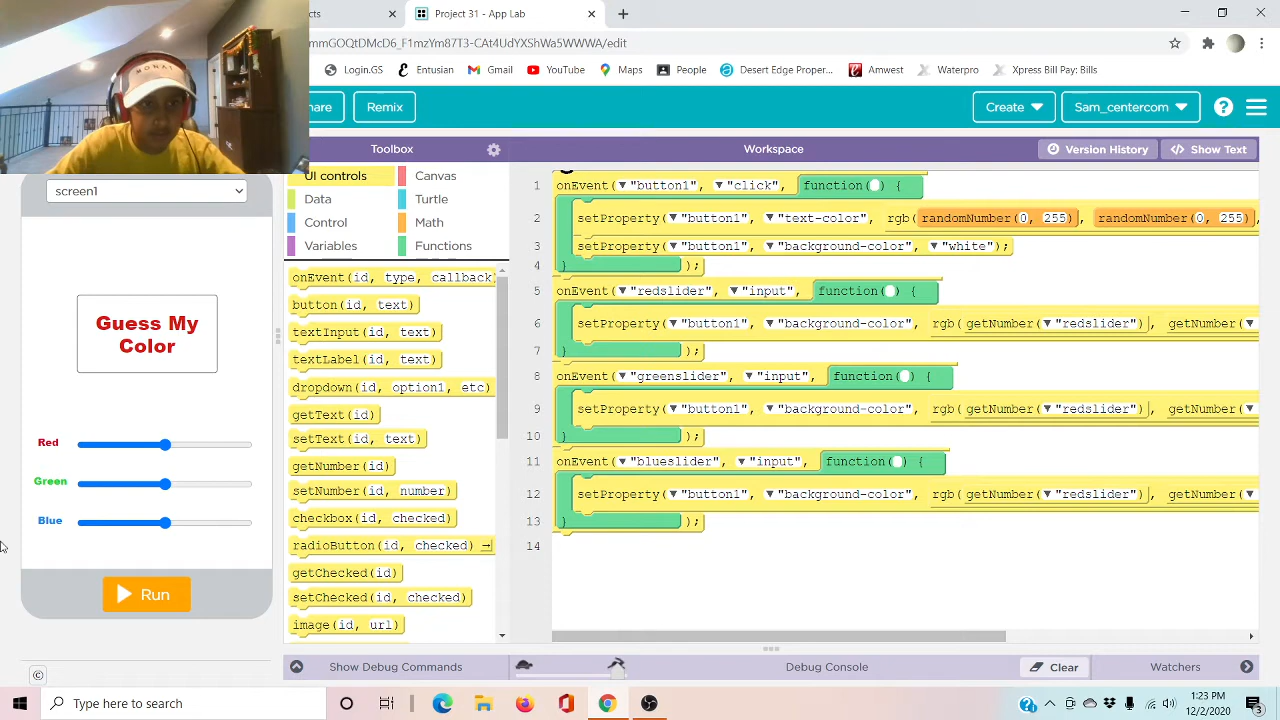 cts
Project 31 - App Lab
mmGOQtDMcD6_F1mzYm87T3-CAt4UdYXShWa5WWWA/edit
Login.GS
Entusian
Gmail
YouTube
Maps
People
Desert Edge Proper...
Amwest
Waterpro
Xpress Bill Pay: Bills
MONAT
hare
Remix
Create
Sam_centercom
Toolbox
Workspace
Version History
Show Text
screen1
Guess My
Color
Red
Green
Blue
Run
UI controls
Canvas
Data
Turtle
Control
Math
Variables
Functions
onEvent(id, type, callback)
button(id, text)
textInput(id, text)
textLabel(id, text)
dropdown(id, option1, etc)
getText(id)
setText(id, text)
getNumber(id)
setNumber(id, number)
checkbox(id, checked)
radioButton(id, checked)
getChecked(id)
setChecked(id, checked)
image(id, url)
1 onEvent("button1", "click", function() {
2 setProperty("button1", "text-color", rgb(randomNumber(0, 255), randomNumber(0, 255),
3 setProperty("button1", "background-color", "white");
4 });
5 onEvent("redslider", "input", function() {
6 setProperty("button1", "background-color", rgb(getNumber("redslider"), getNumber("
7 });
8 onEvent("greenslider", "input", function() {
9 setProperty("button1", "background-color", rgb(getNumber("redslider"), getNumber("
10 });
11 onEvent("blueslider", "input", function() {
12 setProperty("button1", "background-color", rgb(getNumber("redslider"), getNumber("
13 });
14
Show Debug Commands
Debug Console
Clear
Watchers
Type here to search
1:23 PM
12/2/2020
3